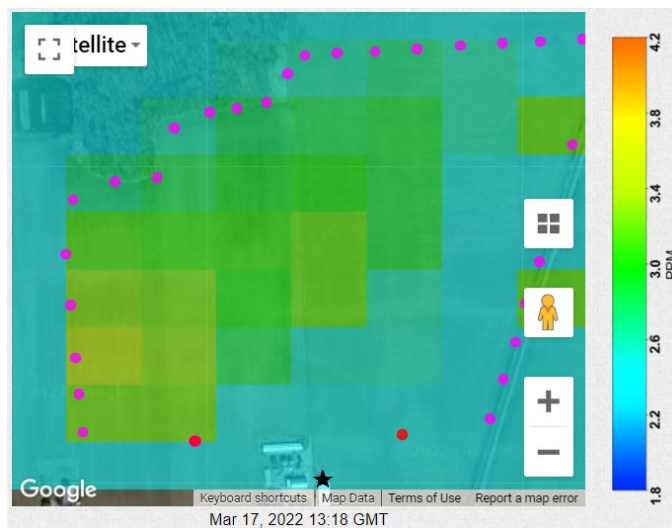 tellite
4.2
3.8
3.4
3.0
PPM
2.6
2.2
1.8
Google
Keyboard shortcuts Map Data Terms of Use Report a map error
Mar 17, 2022 13:18 GMT